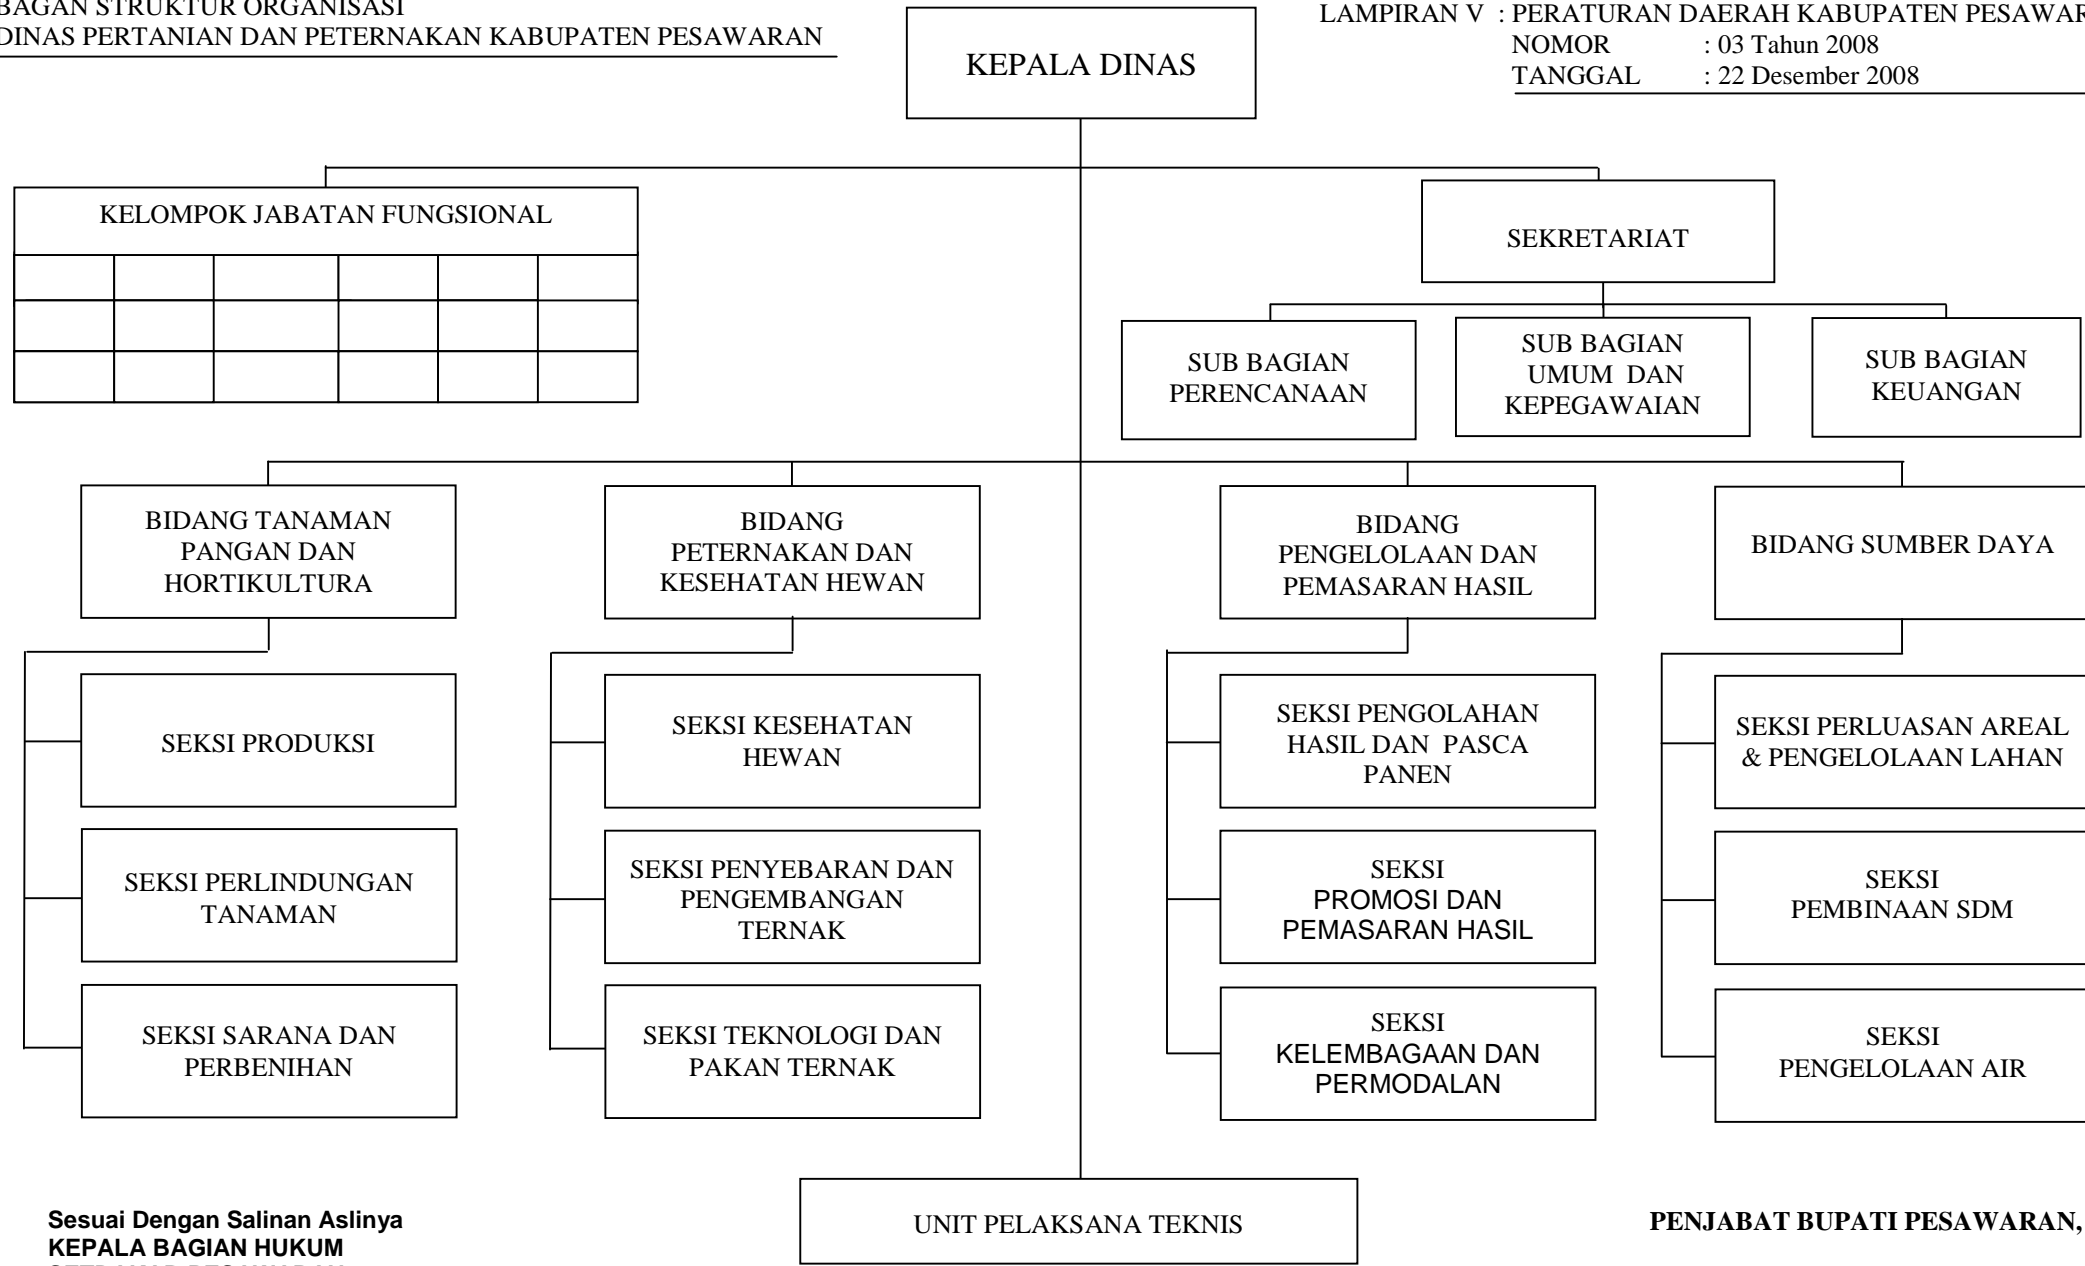 BAGAN STRUKTUR ORGANISASI
DINAS PERTANIAN DAN PETERNAKAN KABUPATEN PESAWARAN
KEPALA DINAS
LAMPIRAN V : PERATURAN DAERAH KABUPATEN PESAWAR
NOMOR : 03 Tahun 2008
TANGGAL : 22 Desember 2008
KELOMPOK JABATAN FUNGSIONAL
SEKRETARIAT
SUB BAGIAN
PERENCANAAN
SUB BAGIAN
UMUM DAN
KEPEGAWAIAN
SUB BAGIAN
KEUANGAN
BIDANG TANAMAN
PANGAN DAN
HORTIKULTURA
BIDANG
PETERNAKAN DAN
KESEHATAN HEWAN
BIDANG
PENGELOLAAN DAN
PEMASARAN HASIL
BIDANG SUMBER DAYA
SEKSI PRODUKSI
SEKSI KESEHATAN
HEWAN
SEKSI PENGOLAHAN
HASIL DAN PASCA
PANEN
SEKSI PERLUASAN AREAL
& PENGELOLAAN LAHAN
SEKSI PERLINDUNGAN
TANAMAN
SEKSI PENYEBARAN DAN
PENGEMBANGAN
TERNAK
SEKSI
PROMOSI DAN
PEMASARAN HASIL
SEKSI
PEMBINAAN SDM
SEKSI SARANA DAN
PERBENIHAN
SEKSI TEKNOLOGI DAN
PAKAN TERNAK
SEKSI
KELEMBAGAAN DAN
PERMODALAN
SEKSI
PENGELOLAAN AIR
UNIT PELAKSANA TEKNIS
Sesuai Dengan Salinan Aslinya
KEPALA BAGIAN HUKUM
PENJABAT BUPATI PESAWARAN,